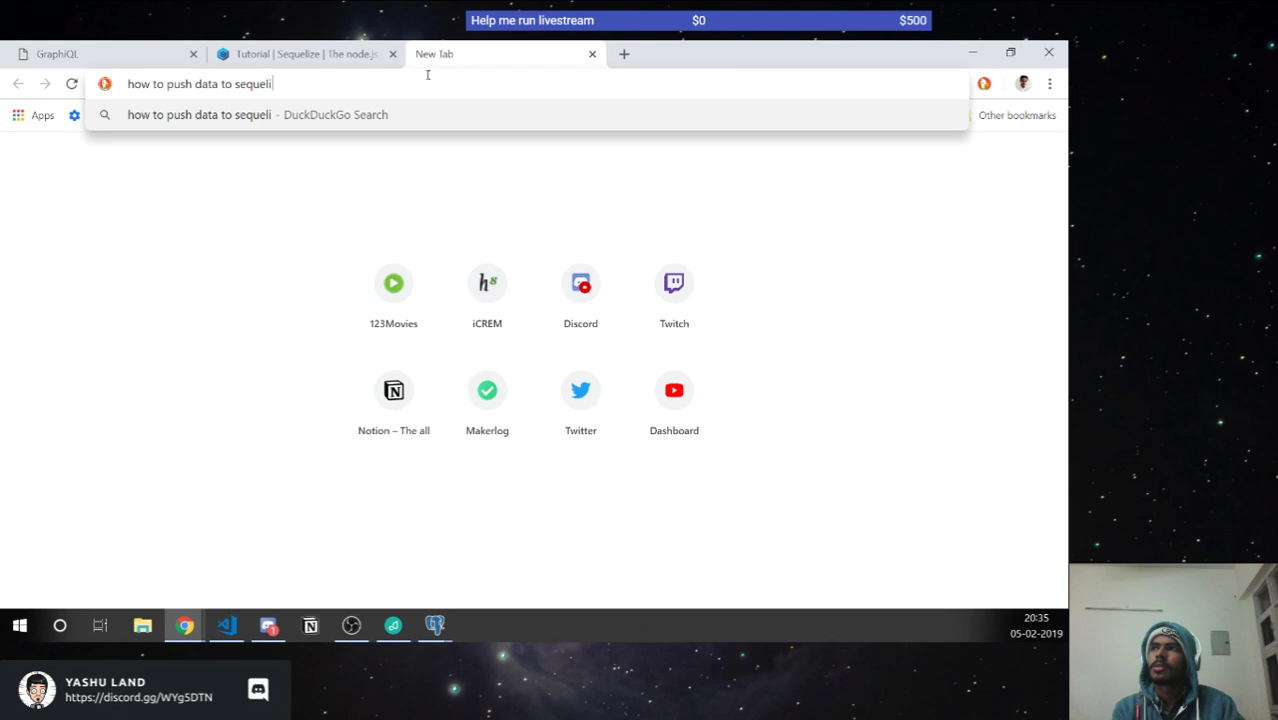 Help me run livestream $0 $500
GraphiQL
Tutorial | Sequelize | The node.js
New Tab
how to push data to sequeli
Apps
how to push data to sequeli - DuckDuckGo Search
Other bookmarks
h8
123Movies
iCREM
Discord
Twitch
Notion – The all
Makerlog
Twitter
Dashboard
20:35
05-02-2019
YASHU LAND
https://discord.gg/WYg5DTN